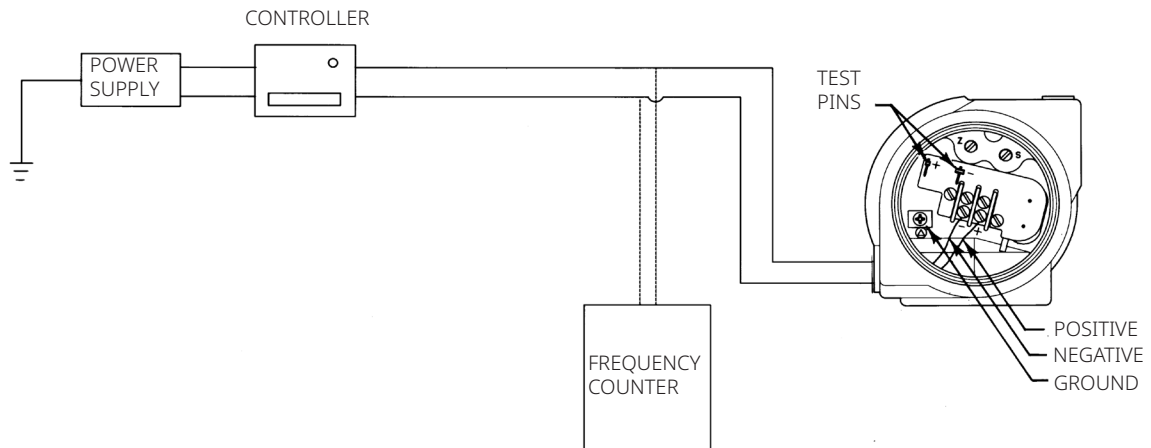 CONTROLLER
POWER
SUPPLY
TEST
PINS
Z
S
+
-
- +
POSITIVE
NEGATIVE
GROUND
FREQUENCY
COUNTER